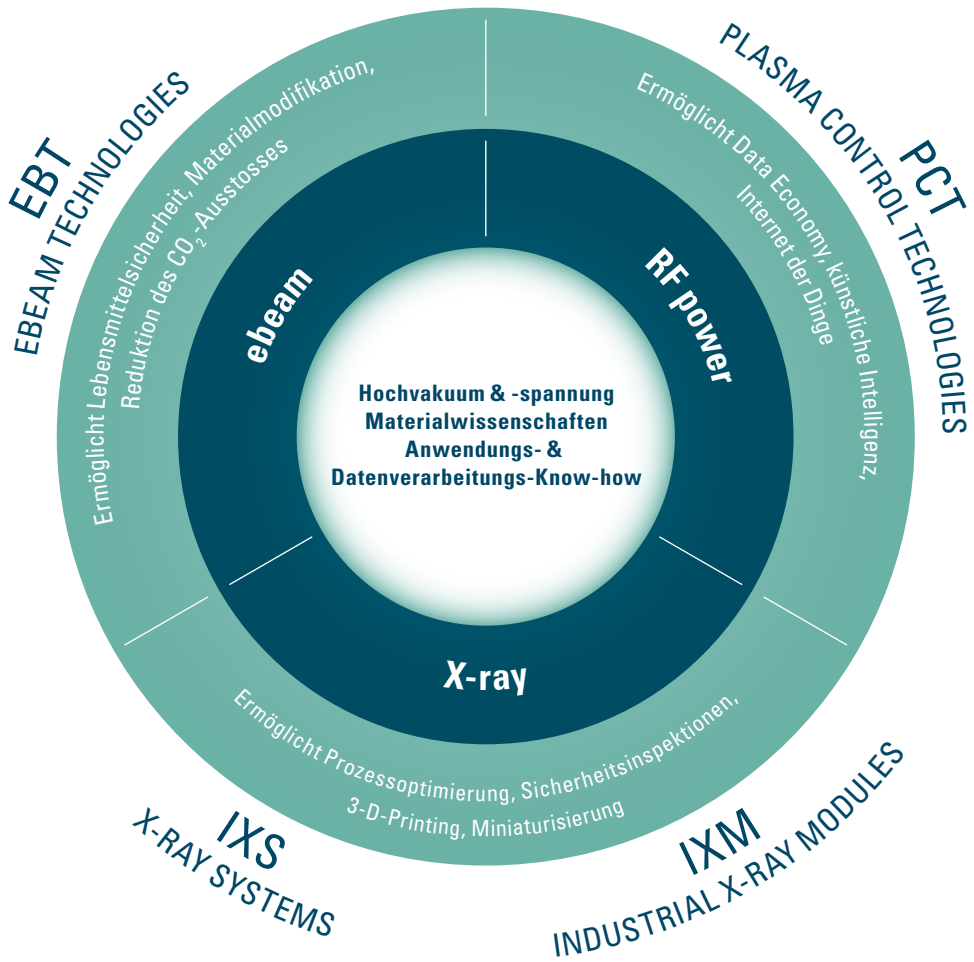 EBT
EBEAM TECHNOLOGIES
Ermöglicht Lebensmittelsicherheit, Materialmodifikation,
Reduktion des CO₂-Ausstosses
ebeam
PCT
PLASMA CONTROL TECHNOLOGIES
Ermöglicht Data Economy, künstliche Intelligenz,
Internet der Dinge
RF power
Hochvakuum & -spannung
Materialwissenschaften
Anwendungs- &
Datenverarbeitungs-Know-how
X-ray
Ermöglicht Prozessoptimierung, Sicherheitsinspektionen,
3-D-Printing, Miniaturisierung
IXS
X-RAY SYSTEMS
IXM
INDUSTRIAL X-RAY MODULES